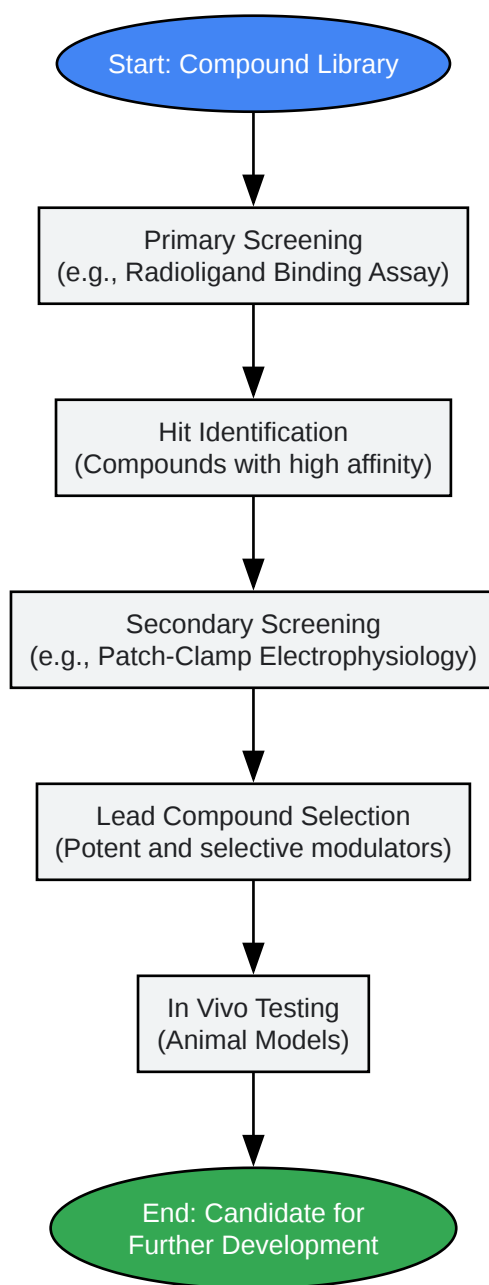 Start: Compound Library
Primary Screening
(e.g., Radioligand Binding Assay)
Hit Identification
(Compounds with high affinity)
Secondary Screening
(e.g., Patch-Clamp Electrophysiology)
Lead Compound Selection
(Potent and selective modulators)
In Vivo Testing
(Animal Models)
End: Candidate for
Further Development